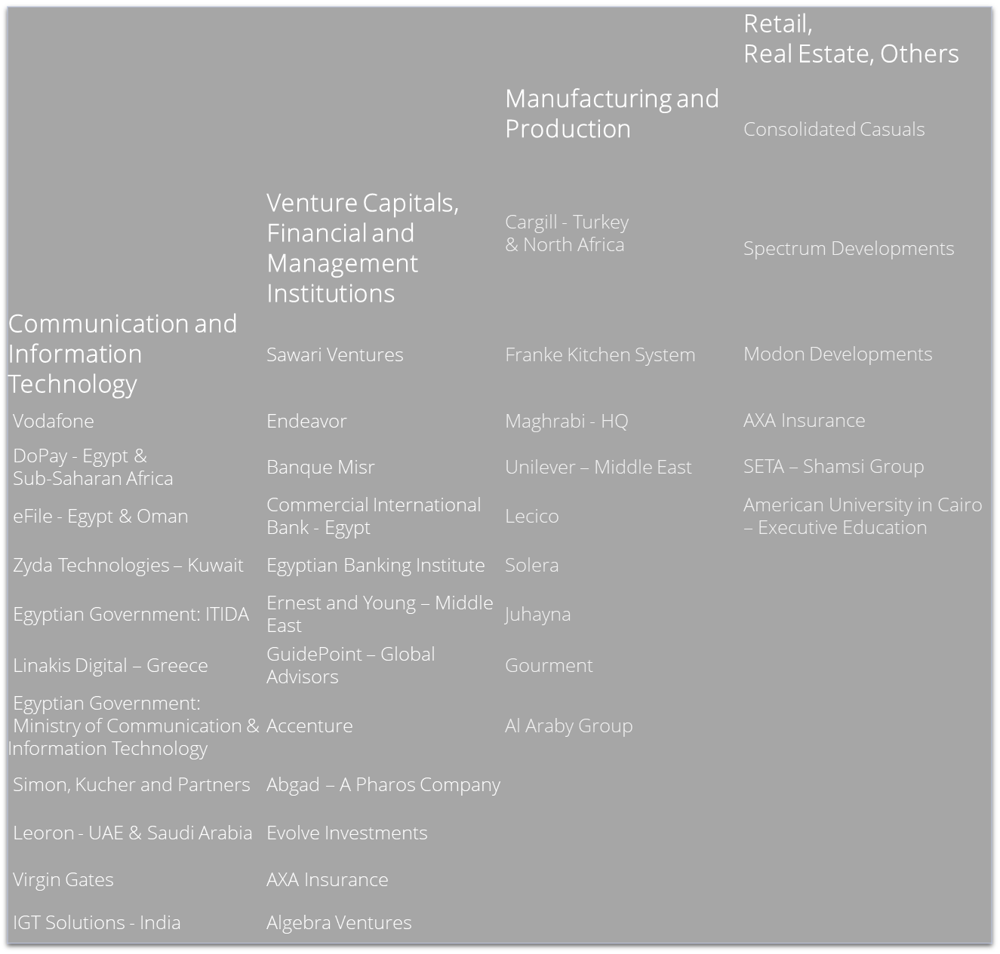 Communication and
Information
Technology
Vodafone
DoPay - Egypt &
Sub-Saharan Africa
eFile - Egypt & Oman
Zyda Technologies – Kuwait
Egyptian Government: ITIDA
Linakis Digital – Greece
Egyptian Government:
Ministry of Communication &
Information Technology
Simon, Kucher and Partners
Leoron - UAE & Saudi Arabia
Virgin Gates
IGT Solutions - India
Venture Capitals,
Financial and
Management
Institutions
Sawari Ventures
Endeavor
Banque Misr
Commercial International
Bank - Egypt
Egyptian Banking Institute
Ernest and Young – Middle
East
GuidePoint – Global
Advisors
Accenture
Abgad – A Pharos Company
Evolve Investments
AXA Insurance
Algebra Ventures
Manufacturing and
Production
Cargill - Turkey
& North Africa
Franke Kitchen System
Maghrabi - HQ
Unilever – Middle East
Lecico
Solera
Juhayna
Gourment
Al Araby Group
Retail,
Real Estate, Others
Consolidated Casuals
Spectrum Developments
Modon Developments
AXA Insurance
SETA – Shamsi Group
American University in Cairo
– Executive Education